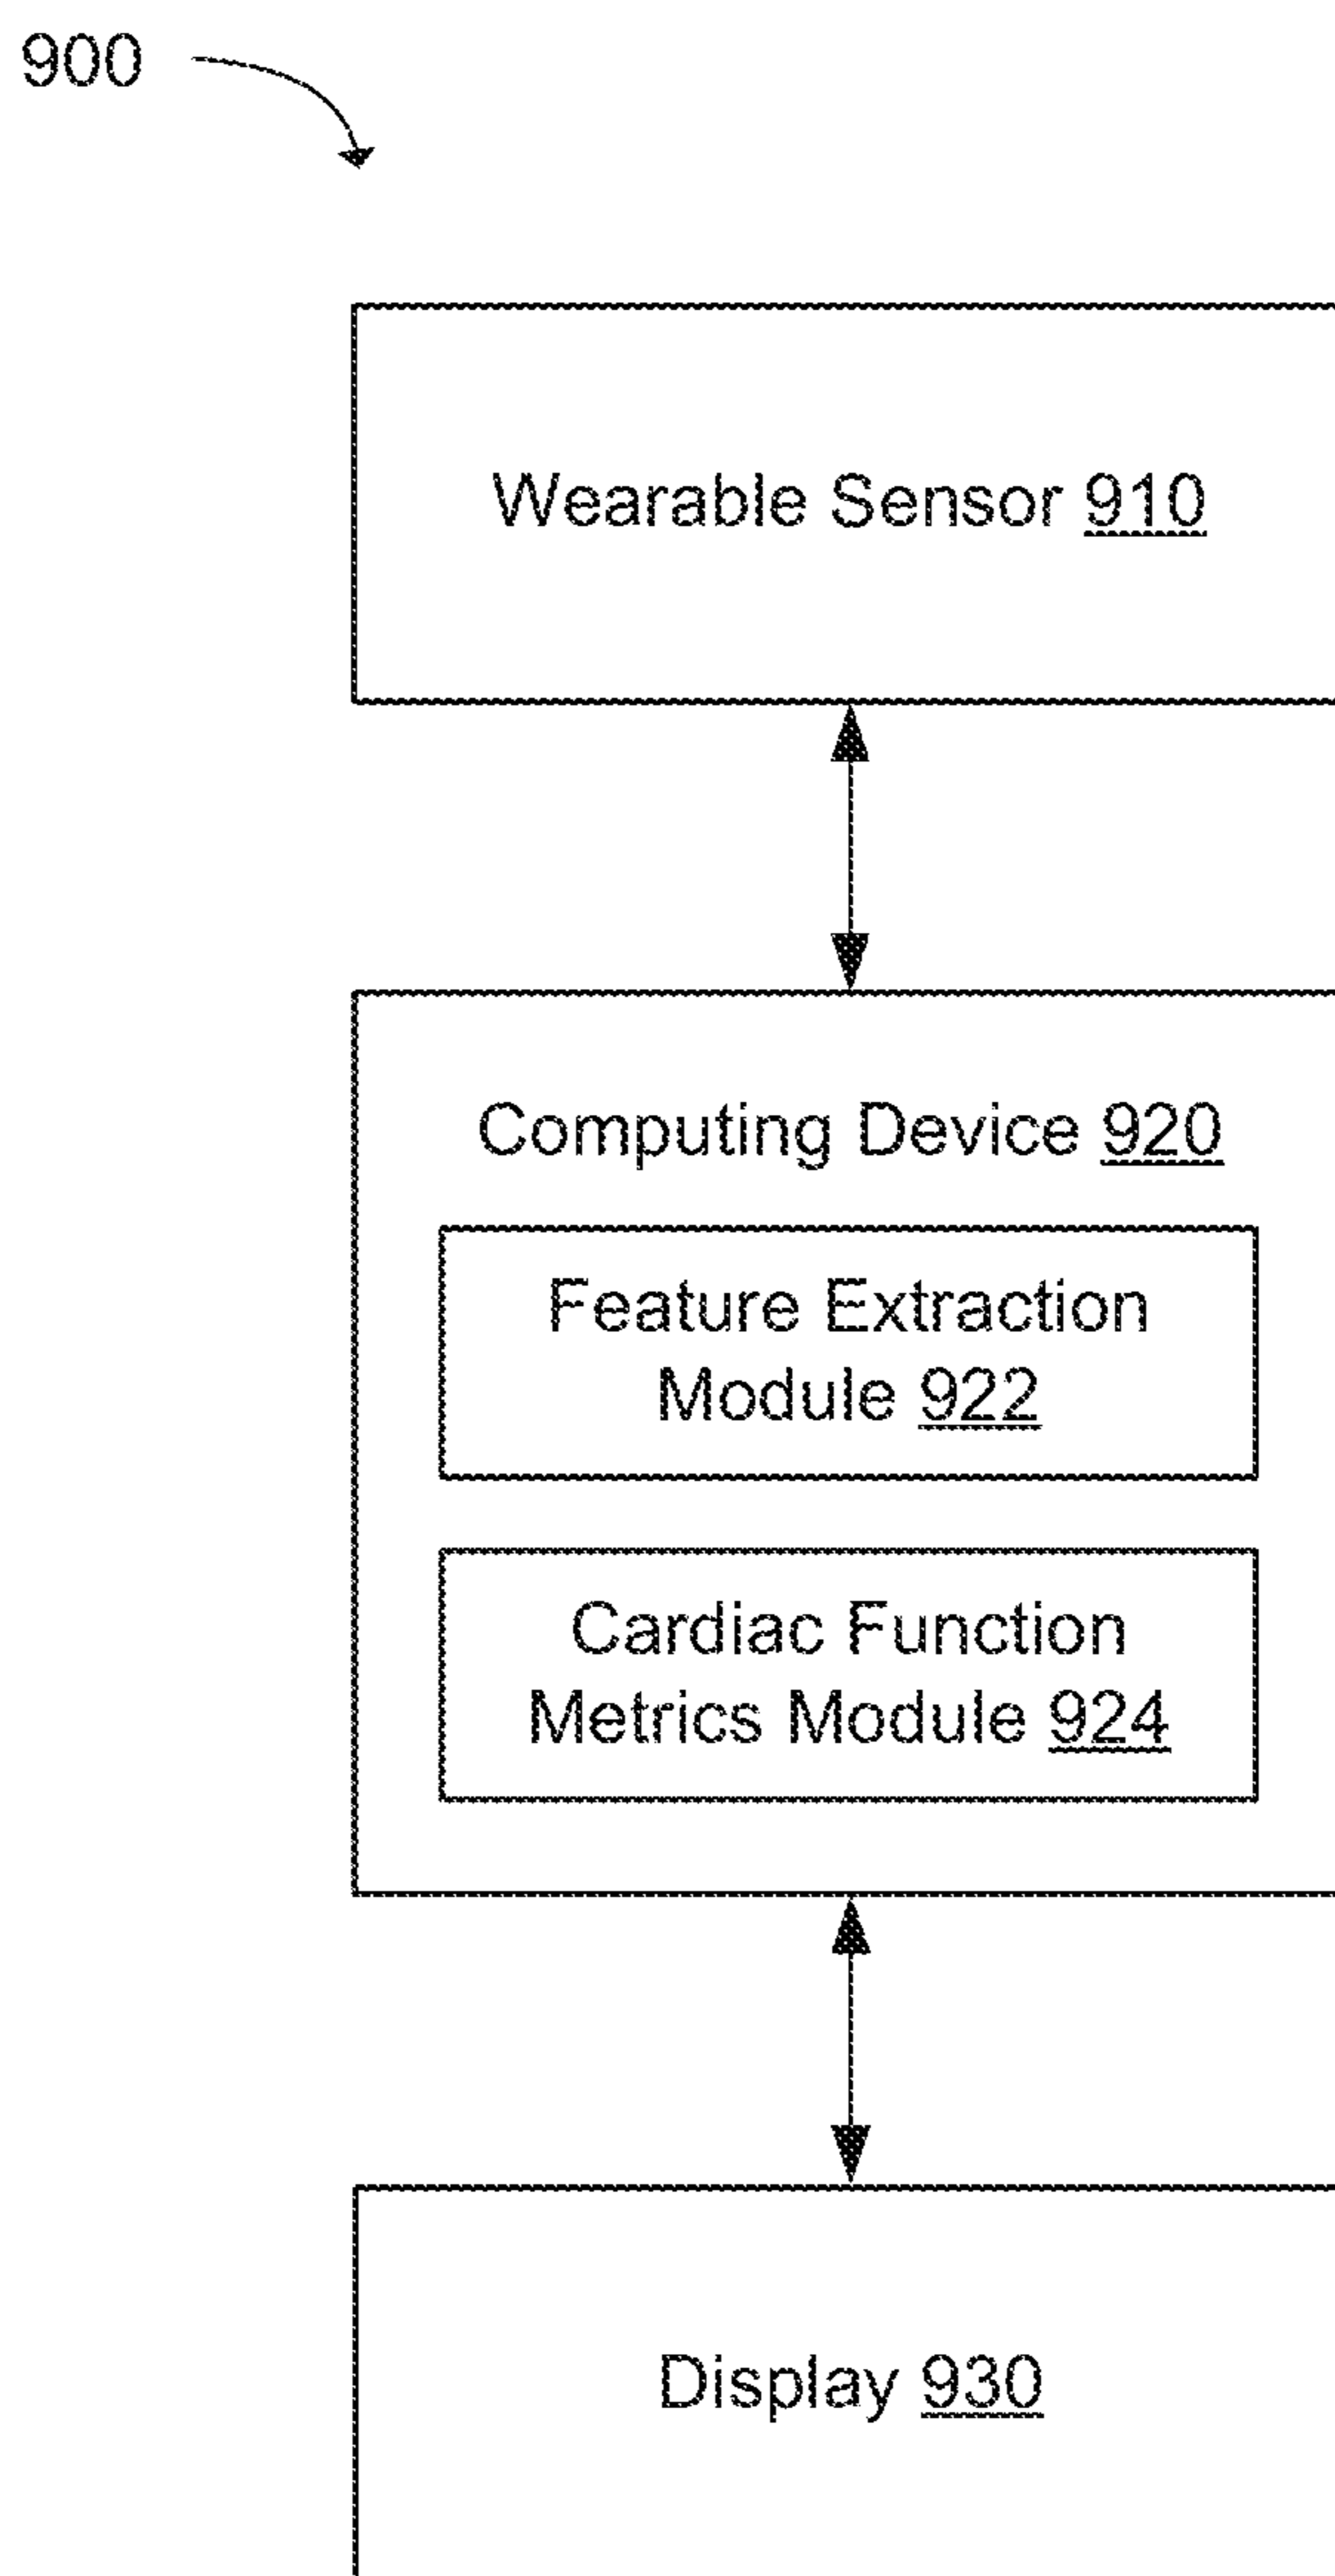 900
Wearable Sensor 910
Computing Device 920
Feature Extraction
Module 922
Cardiac Function
Metrics Module 924
Display 930